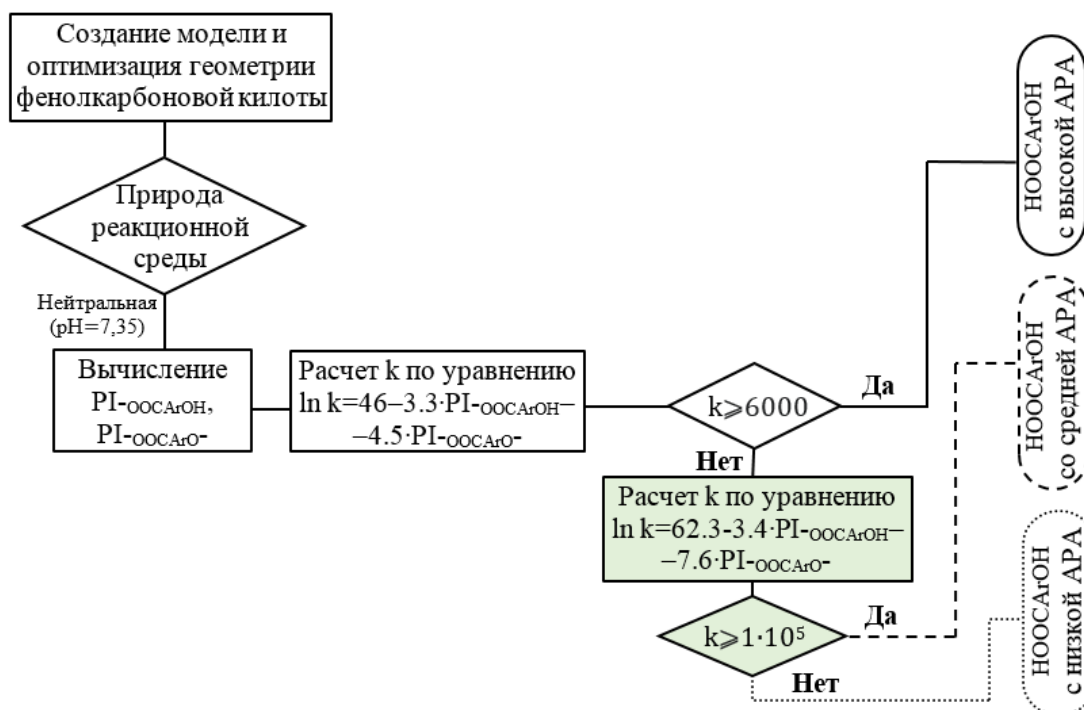 Создание модели и
оптимизация геометрии
фенолкарбоновой килоты
Природа
реакционной
среды
Нейтральная
(pH=7,35)
Вычисление
PI-OOCArOH,
PI-OOCArO-
Расчет k по уравнению
ln k=46–3.3·PI-OOCArOH–
–4.5·PI-OOCArO-
k⩾6000
Да
Нет
Расчет k по уравнению
ln k=62.3-3.4·PI-OOCArOH–
–7.6·PI-OOCArO-
k⩾1·10⁵
Да
Нет
HOOCArOH
с высокой АРА
HOOCArOH
со средней АРА
HOOCArOH
с низкой АРА